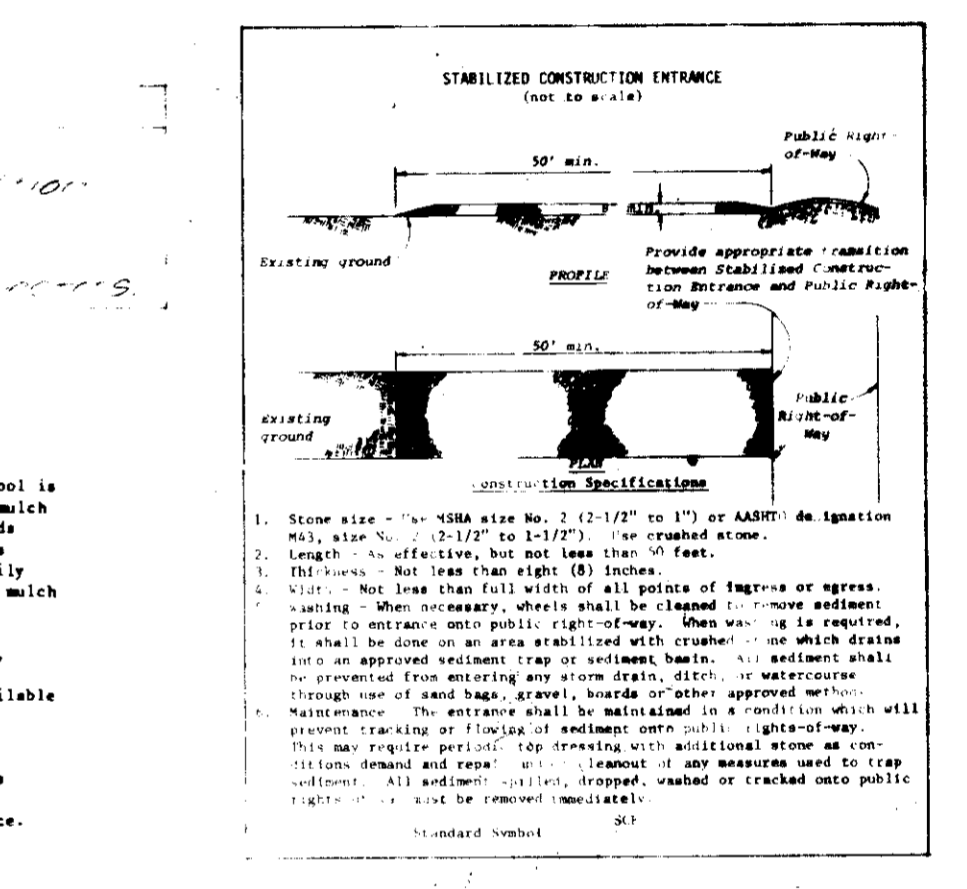 ool is
mulch
ds
s
ily
mulch
ilable
s
ce.
STABILIZED CONSTRUCTION ENTRANCE
(not to scale)
Public Right-
of-Way
50' min.
8" min.
Existing ground
PROFILE
Provide appropriate transition
between Stabilized Construc-
tion Entrance and Public Right-
of-Way
50' min.
Existing
ground
Public
Right-of-
Way
PLAN
Construction Specifications
1. Stone size - Use MSHA size No. 2 (2-1/2" to 1") or AASHTO designation
M43, size No. 2 (2-1/2" to 1-1/2"). Use crushed stone.
2. Length - As effective, but not less than 50 feet.
3. Thickness - Not less than eight (8) inches.
4. Width - Not less than full width of all points of ingress or egress.
Washing - When necessary, wheels shall be cleaned to remove sediment
prior to entrance onto public right-of-way. When washing is required,
it shall be done on an area stabilized with crushed stone which drains
into an approved sediment trap or sediment basin. All sediment shall
be prevented from entering any storm drain, ditch, or watercourse
through use of sand bags, gravel, boards or other approved method.
6. Maintenance The entrance shall be maintained in a condition which will
prevent tracking or flowing of sediment onto public rights-of-way.
This may require periodic top dressing with additional stone as con-
ditions demand and repair cleanout of any measures used to trap
sediment. All sediment spilled, dropped, washed or tracked onto public
rights must be removed immediately.
SCE
Standard Symbol